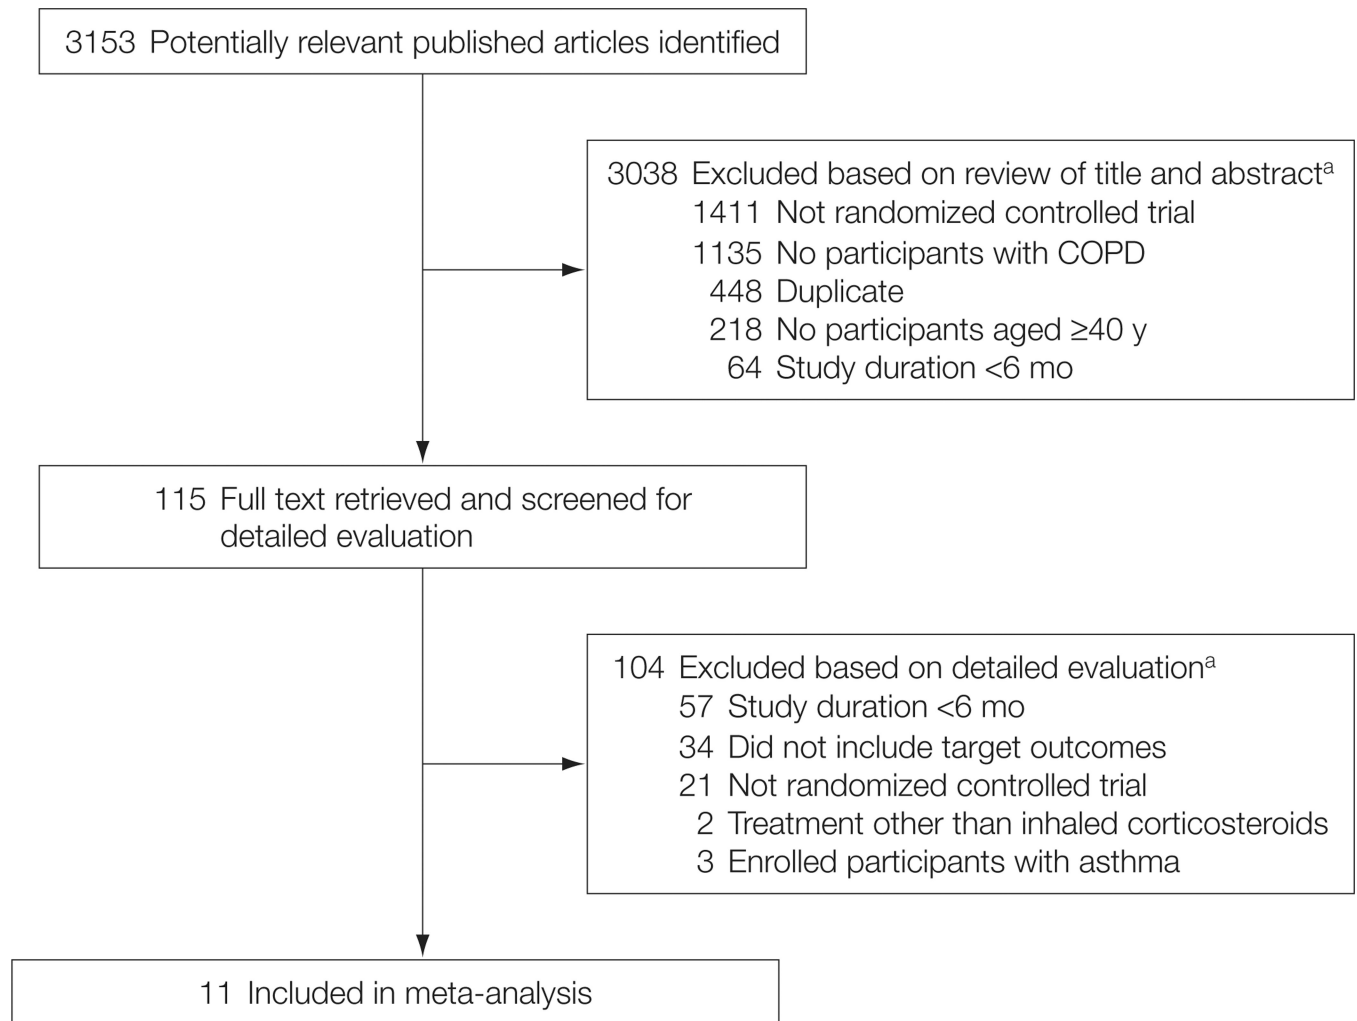 3153 Potentially relevant published articles identified
3038 Excluded based on review of title and abstractᵃ
1411 Not randomized controlled trial
1135 No participants with COPD
448 Duplicate
218 No participants aged ≥40 y
64 Study duration <6 mo
115 Full text retrieved and screened for
detailed evaluation
104 Excluded based on detailed evaluationᵃ
57 Study duration <6 mo
34 Did not include target outcomes
21 Not randomized controlled trial
2 Treatment other than inhaled corticosteroids
3 Enrolled participants with asthma
11 Included in meta-analysis